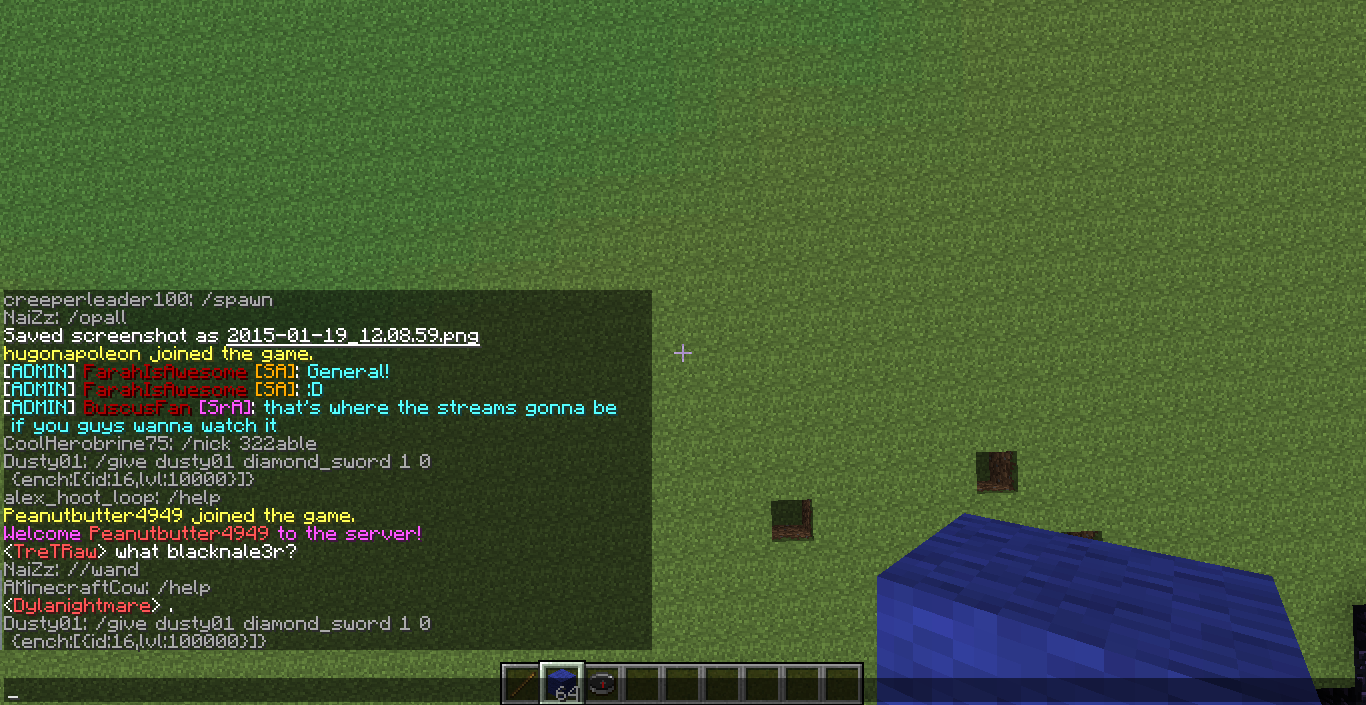 creeperleader100: /spawn
NaiZz: /opall
Saved screenshot as 2015-01-19_12.08.59.png
hugonapoleon joined the game.
[ADMIN] FarahIsAwesome [SA]: General!
[ADMIN] FarahIsAwesome [SA]: :D
[ADMIN] BuscusFan [SrA]: that's where the streams gonna be
if you guys wanna watch it
CoolHerobrine75: /nick 322able
Dusty01: /give dusty01 diamond_sword 1 0
{ench:[{id:16,lvl:10000}]}
alex_hoot_loop: /help
Peanutbutter4949 joined the game.
Welcome Peanutbutter4949 to the server!
<TreTRaw> what blacknale3r?
NaiZz: //wand
AMinecraftCow: /help
<Dylanightmare> .
Dusty01: /give dusty01 diamond_sword 1 0
{ench:[{id:16,lvl:100000}]}
64
_